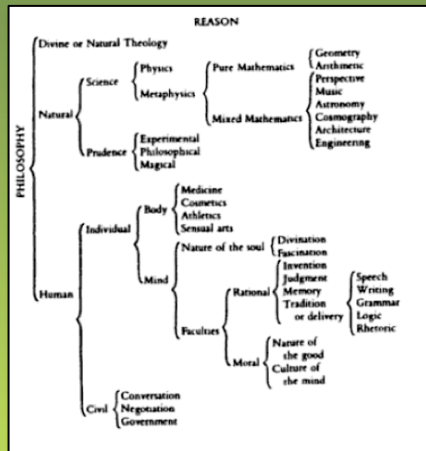 REASON
PHILOSOPHY
Divine or Natural Theology
Natural
Science
Physics
Metaphysics
Pure Mathematics
Geometry
Arithmetic
Mixed Mathematics
Perspective
Music
Astronomy
Cosmography
Architecture
Engineering
Prudence
Experimental
Philosophical
Magical
Human
Individual
Body
Medicine
Cosmetics
Athletics
Sensual arts
Mind
Nature of the soul
Divination
Fascination
Faculties
Rational
Invention
Judgment
Memory
Tradition
or delivery
Speech
Writing
Grammar
Logic
Rhetoric
Moral
Nature of
the good
Culture of
the mind
Civil
Conversation
Negotiation
Government